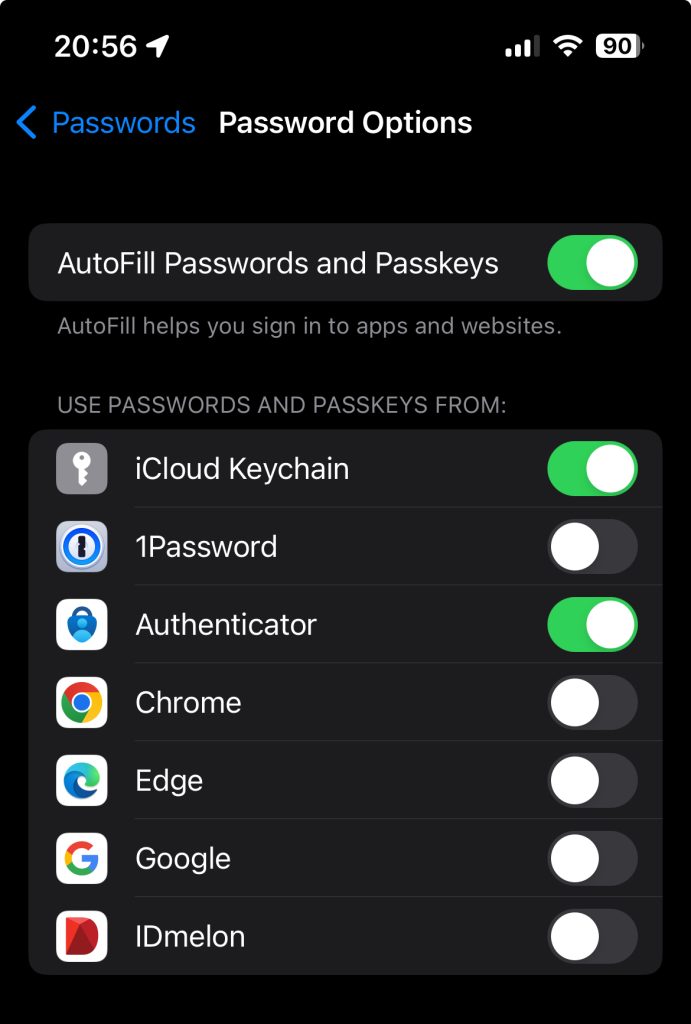 20:56
90
Passwords Password Options
AutoFill Passwords and Passkeys
AutoFill helps you sign in to apps and websites.
USE PASSWORDS AND PASSKEYS FROM:
iCloud Keychain
1Password
Authenticator
Chrome
Edge
Google
IDmelon